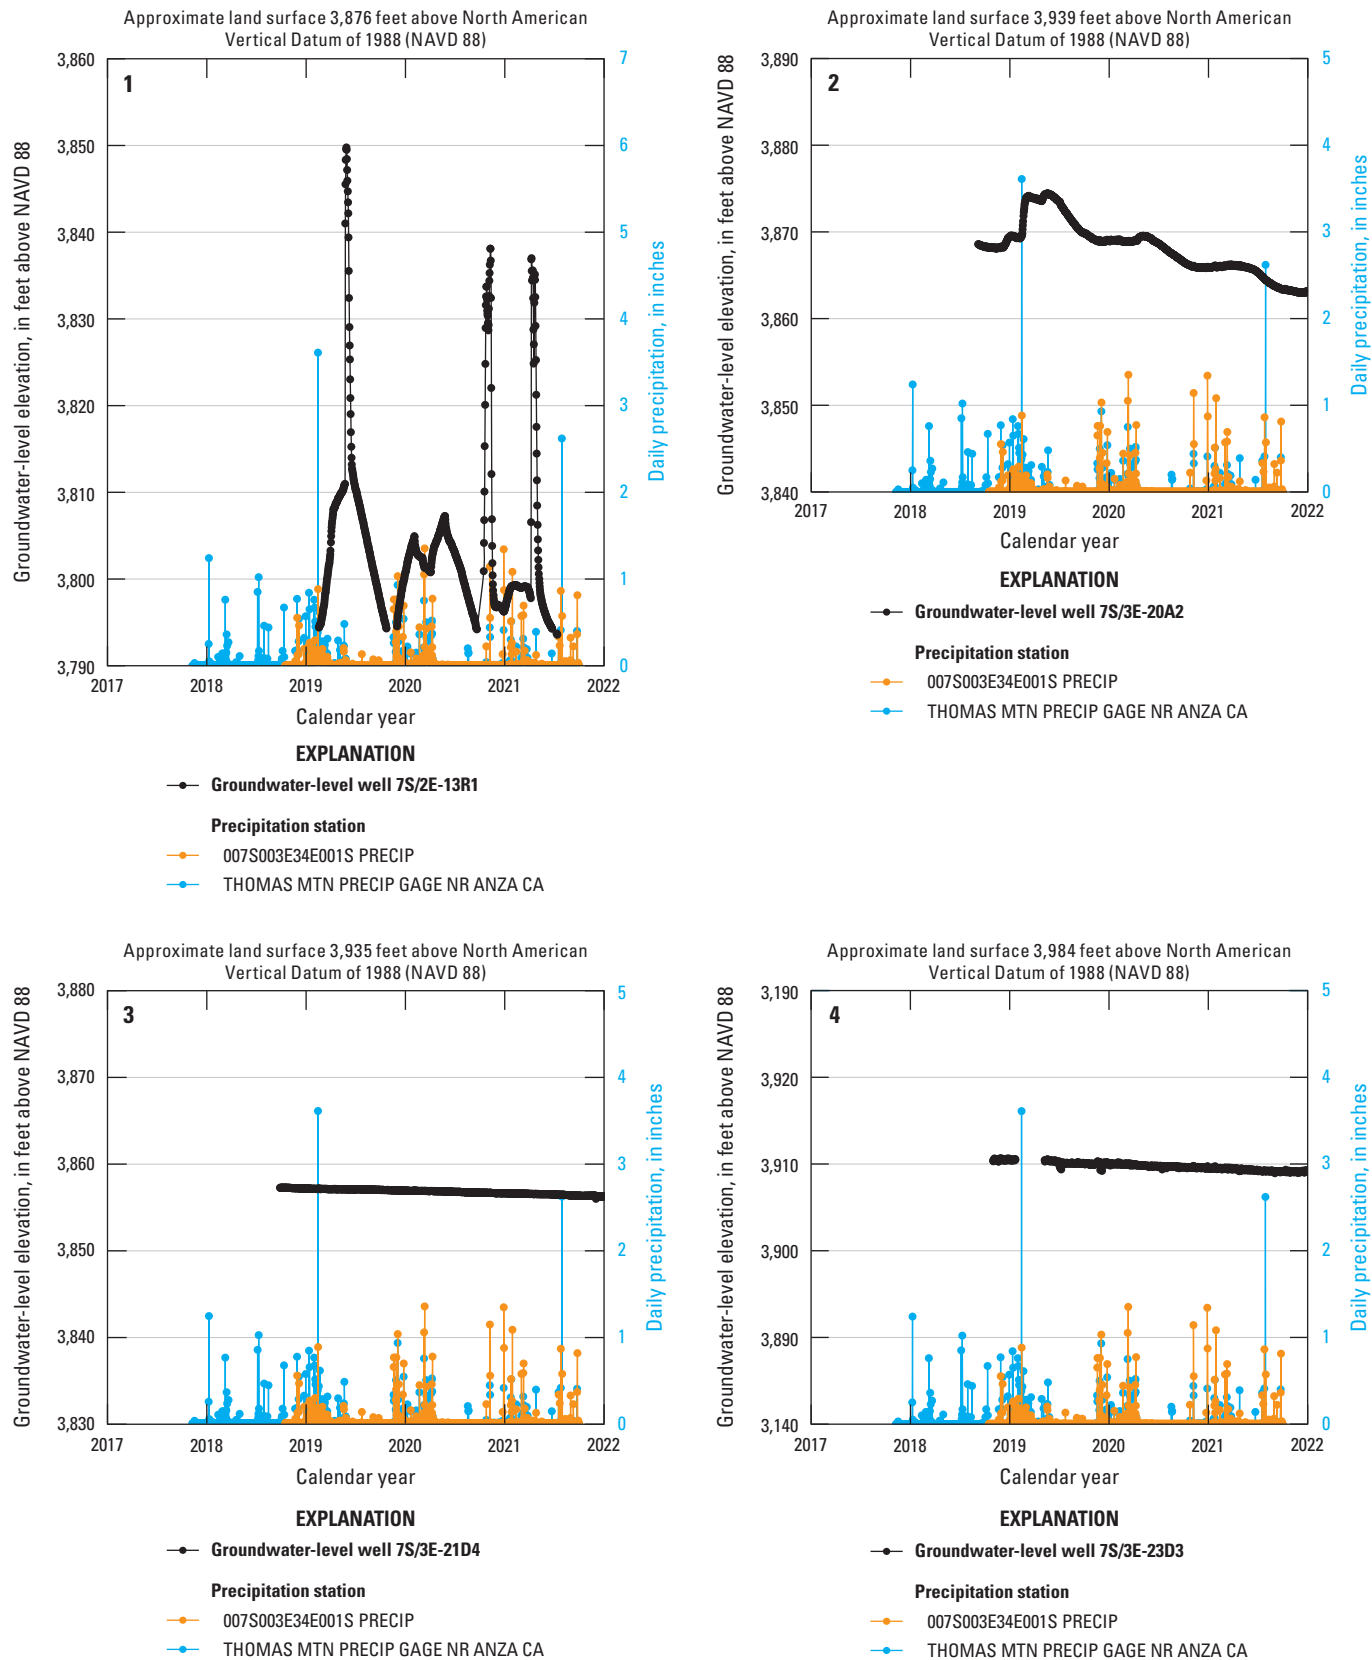 Approximate land surface 3,876 feet above North American
Vertical Datum of 1988 (NAVD 88)
1
Groundwater-level elevation, in feet above NAVD 88
3,860
3,850
3,840
3,830
3,820
3,810
3,800
3,790
7
6
5
4
3
2
1
0
Daily precipitation, in inches
2017 2018 2019 2020 2021 2022
Calendar year
EXPLANATION
Groundwater-level well 7S/2E-13R1
Precipitation station
007S003E34E001S PRECIP
THOMAS MTN PRECIP GAGE NR ANZA CA
Approximate land surface 3,939 feet above North American
Vertical Datum of 1988 (NAVD 88)
2
Groundwater-level elevation, in feet above NAVD 88
3,890
3,880
3,870
3,860
3,850
3,840
5
4
3
2
1
0
Daily precipitation, in inches
2017 2018 2019 2020 2021 2022
Calendar year
EXPLANATION
Groundwater-level well 7S/3E-20A2
Precipitation station
007S003E34E001S PRECIP
THOMAS MTN PRECIP GAGE NR ANZA CA
Approximate land surface 3,935 feet above North American
Vertical Datum of 1988 (NAVD 88)
3
Groundwater-level elevation, in feet above NAVD 88
3,880
3,870
3,860
3,850
3,840
3,830
5
4
3
2
1
0
Daily precipitation, in inches
2017 2018 2019 2020 2021 2022
Calendar year
EXPLANATION
Groundwater-level well 7S/3E-21D4
Precipitation station
007S003E34E001S PRECIP
THOMAS MTN PRECIP GAGE NR ANZA CA
Approximate land surface 3,984 feet above North American
Vertical Datum of 1988 (NAVD 88)
4
Groundwater-level elevation, in feet above NAVD 88
3,190
3,920
3,910
3,900
3,890
3,140
5
4
3
2
1
0
Daily precipitation, in inches
2017 2018 2019 2020 2021 2022
Calendar year
EXPLANATION
Groundwater-level well 7S/3E-23D3
Precipitation station
007S003E34E001S PRECIP
THOMAS MTN PRECIP GAGE NR ANZA CA